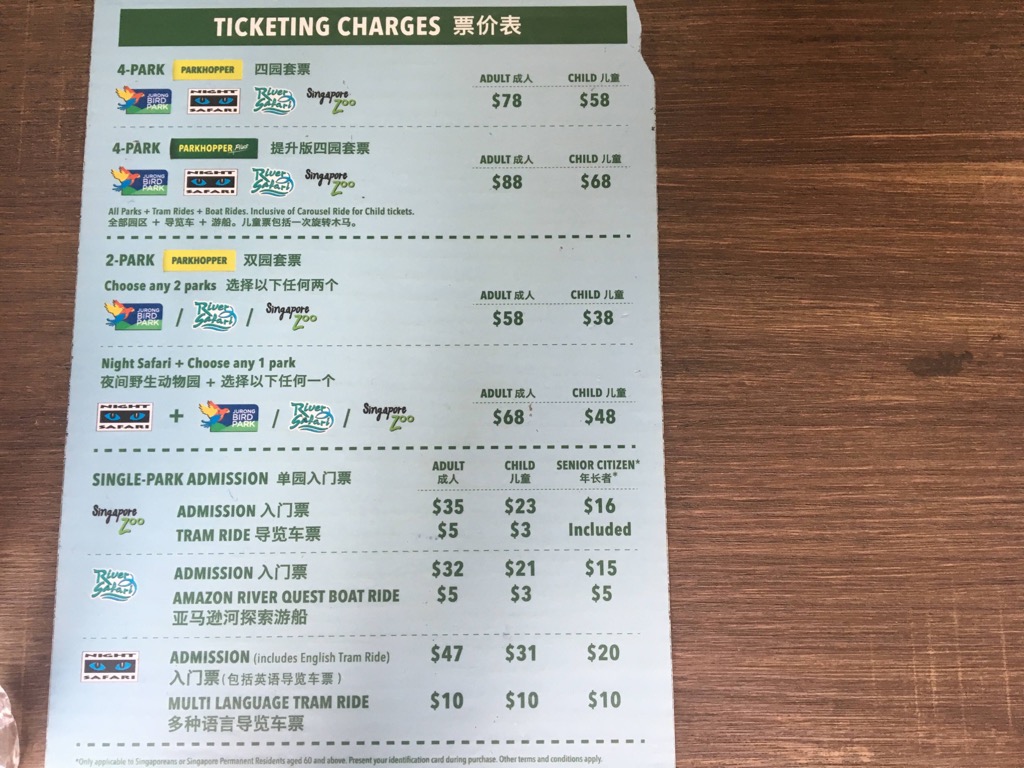 TICKETING CHARGES 票价表
4-PARK PARKHOPPER 四园套票
ADULT 成人 CHILD 儿童
JURONG BIRD PARK NIGHT SAFARI River Safari Singapore Zoo
$78 $58
4-PARK PARKHOPPER Plus 提升版四园套票
ADULT 成人 CHILD 儿童
JURONG BIRD PARK NIGHT SAFARI River Safari Singapore Zoo
$88 $68
All Parks + Tram Rides + Boat Rides. Inclusive of Carousel Ride for Child tickets.
全部园区 + 导览车 + 游船。儿童票包括一次旋转木马。
2-PARK PARKHOPPER 双园套票
Choose any 2 parks 选择以下任何两个
ADULT 成人 CHILD 儿童
JURONG BIRD PARK / River Safari / Singapore Zoo
$58 $38
Night Safari + Choose any 1 park
夜间野生动物园 + 选择以下任何一个
ADULT 成人 CHILD 儿童
NIGHT SAFARI + JURONG BIRD PARK / River Safari / Singapore Zoo
$68 $48
SINGLE-PARK ADMISSION 单园入门票
ADULT 成人 CHILD 儿童 SENIOR CITIZEN* 年长者*
Singapore Zoo
ADMISSION 入门票 $35 $23 $16
TRAM RIDE 导览车票 $5 $3 Included
River Safari
ADMISSION 入门票 $32 $21 $15
AMAZON RIVER QUEST BOAT RIDE $5 $3 $5
亚马逊河探索游船
NIGHT SAFARI
ADMISSION (includes English Tram Ride) $47 $31 $20
入门票(包括英语导览车票)
MULTI LANGUAGE TRAM RIDE $10 $10 $10
多种语言导览车票
*Only applicable to Singaporeans or Singapore Permanent Residents aged 60 and above. Present your identification card during purchase. Other terms and conditions apply.